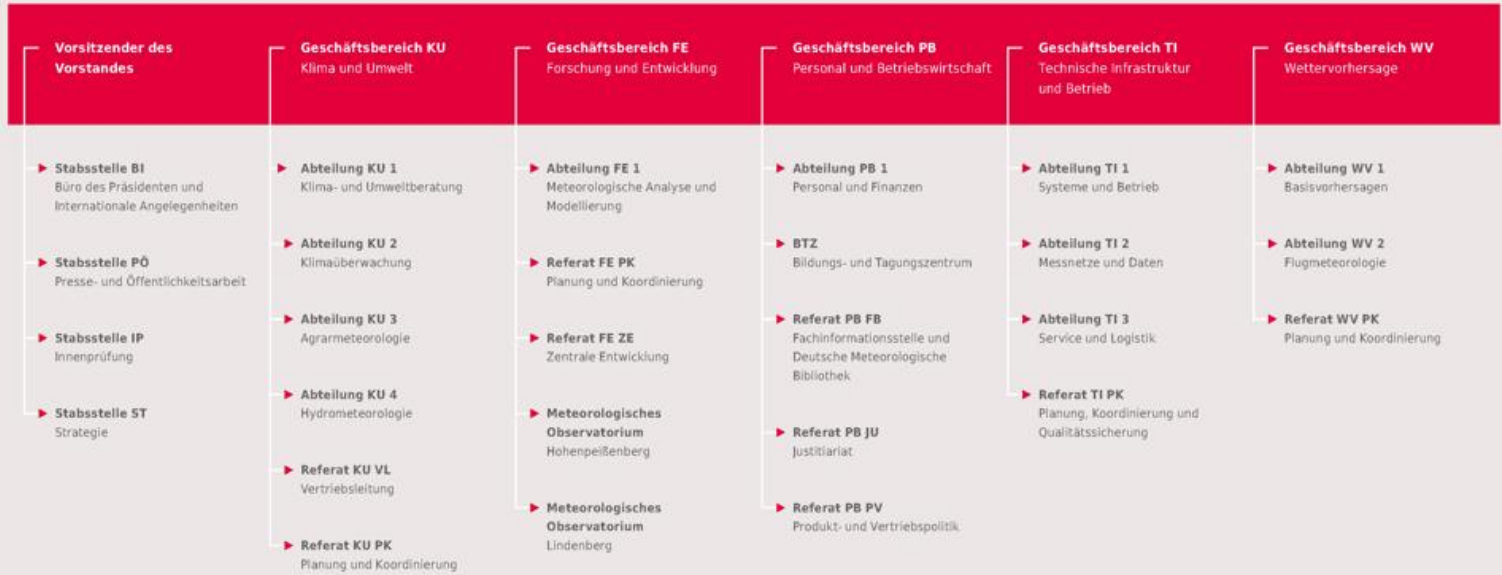 Vorsitzender des
Vorstandes
Stabsstelle BI
Büro des Präsidenten und
Internationale Angelegenheiten
Stabsstelle PÖ
Presse- und Öffentlichkeitsarbeit
Stabsstelle IP
Innenprüfung
Stabsstelle ST
Strategie
Geschäftsbereich KU
Klima und Umwelt
Abteilung KU 1
Klima- und Umweltberatung
Abteilung KU 2
Klimaüberwachung
Abteilung KU 3
Agrarmeteorologie
Abteilung KU 4
Hydrometeorologie
Referat KU VL
Vertriebsleitung
Referat KU PK
Planung und Koordinierung
Geschäftsbereich FE
Forschung und Entwicklung
Abteilung FE 1
Meteorologische Analyse und
Modellierung
Referat FE PK
Planung und Koordinierung
Referat FE ZE
Zentrale Entwicklung
Meteorologisches
Observatorium
Hohenpeißenberg
Meteorologisches
Observatorium
Lindenberg
Geschäftsbereich PB
Personal und Betriebswirtschaft
Abteilung PB 1
Personal und Finanzen
BTZ
Bildungs- und Tagungszentrum
Referat PB FB
Fachinformationsstelle und
Deutsche Meteorologische
Bibliothek
Referat PB JU
Justitiariat
Referat PB PV
Produkt- und Vertriebspolitik
Geschäftsbereich TI
Technische Infrastruktur
und Betrieb
Abteilung TI 1
Systeme und Betrieb
Abteilung TI 2
Messnetze und Daten
Abteilung TI 3
Service und Logistik
Referat TI PK
Planung, Koordinierung und
Qualitätssicherung
Geschäftsbereich WV
Wettervorhersage
Abteilung WV 1
Basisvorhersagen
Abteilung WV 2
Flugmeteorologie
Referat WV PK
Planung und Koordinierung